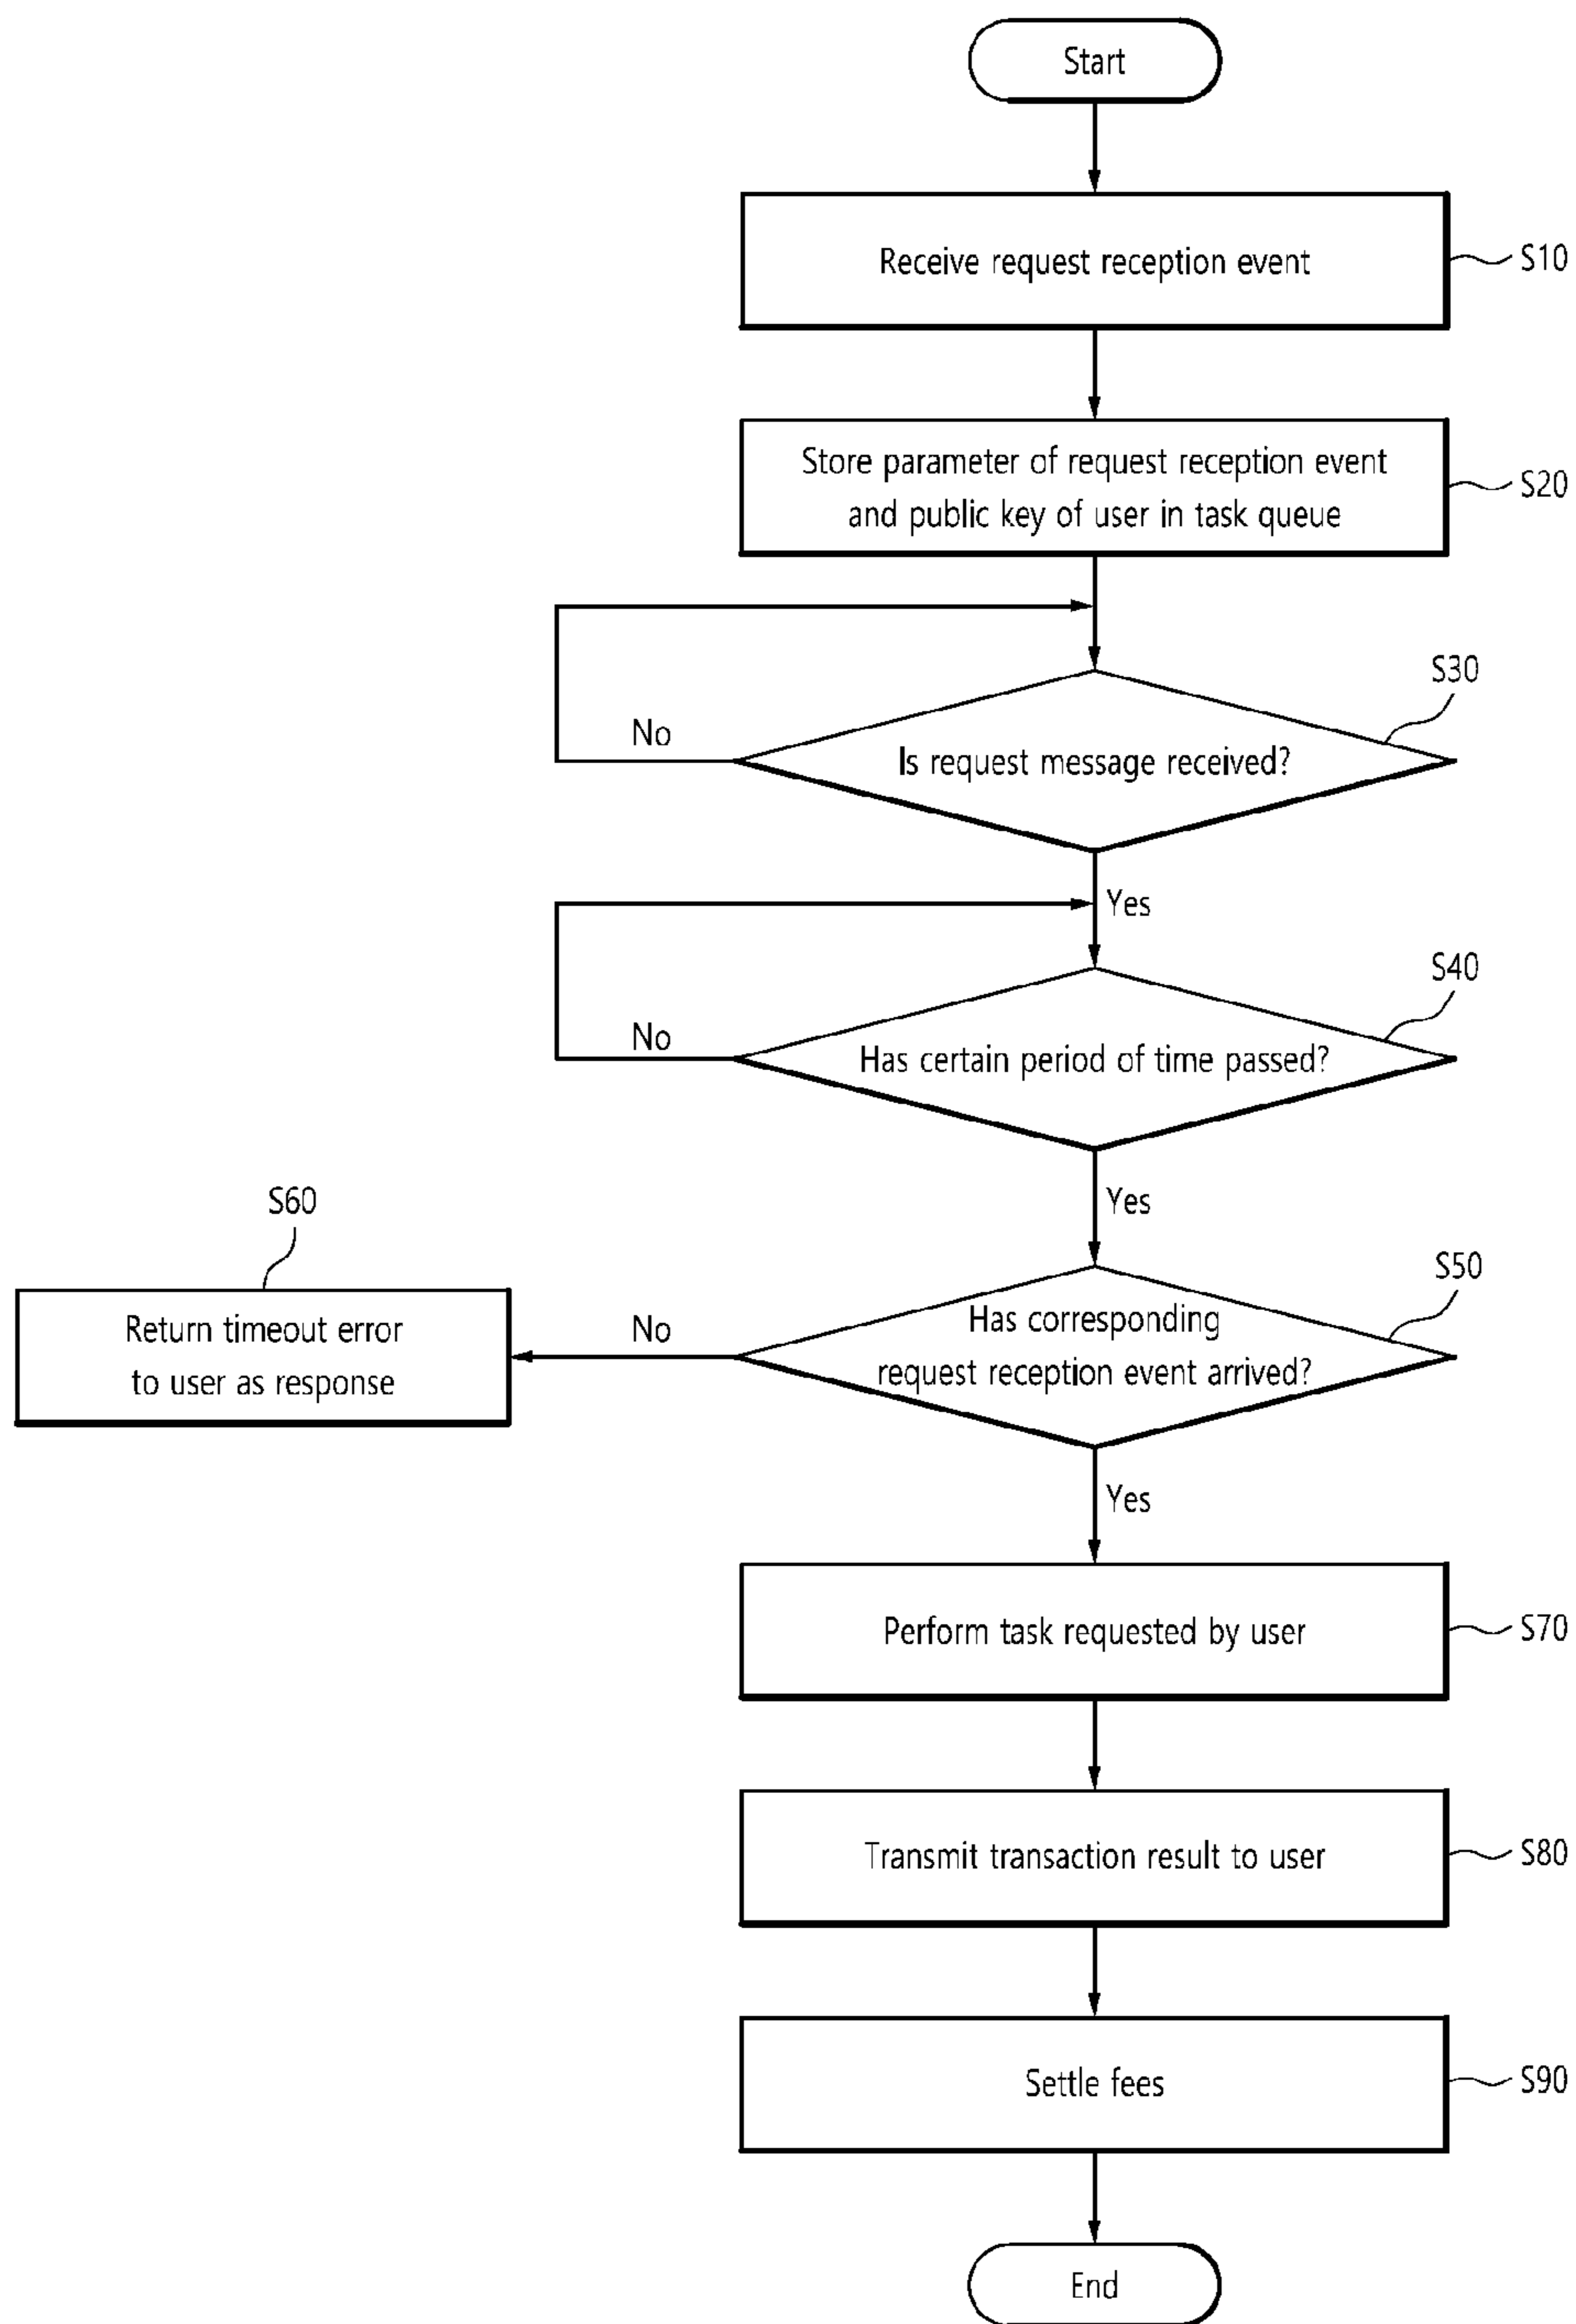 Start
Receive request reception event
S10
Store parameter of request reception event
and public key of user in task queue
S20
S30
No
Is request message received?
Yes
S40
No
Has certain period of time passed?
Yes
S60
S50
Return timeout error
to user as response
No
Has corresponding
request reception event arrived?
Yes
Perform task requested by user
S70
Transmit transaction result to user
S80
Settle fees
S90
End